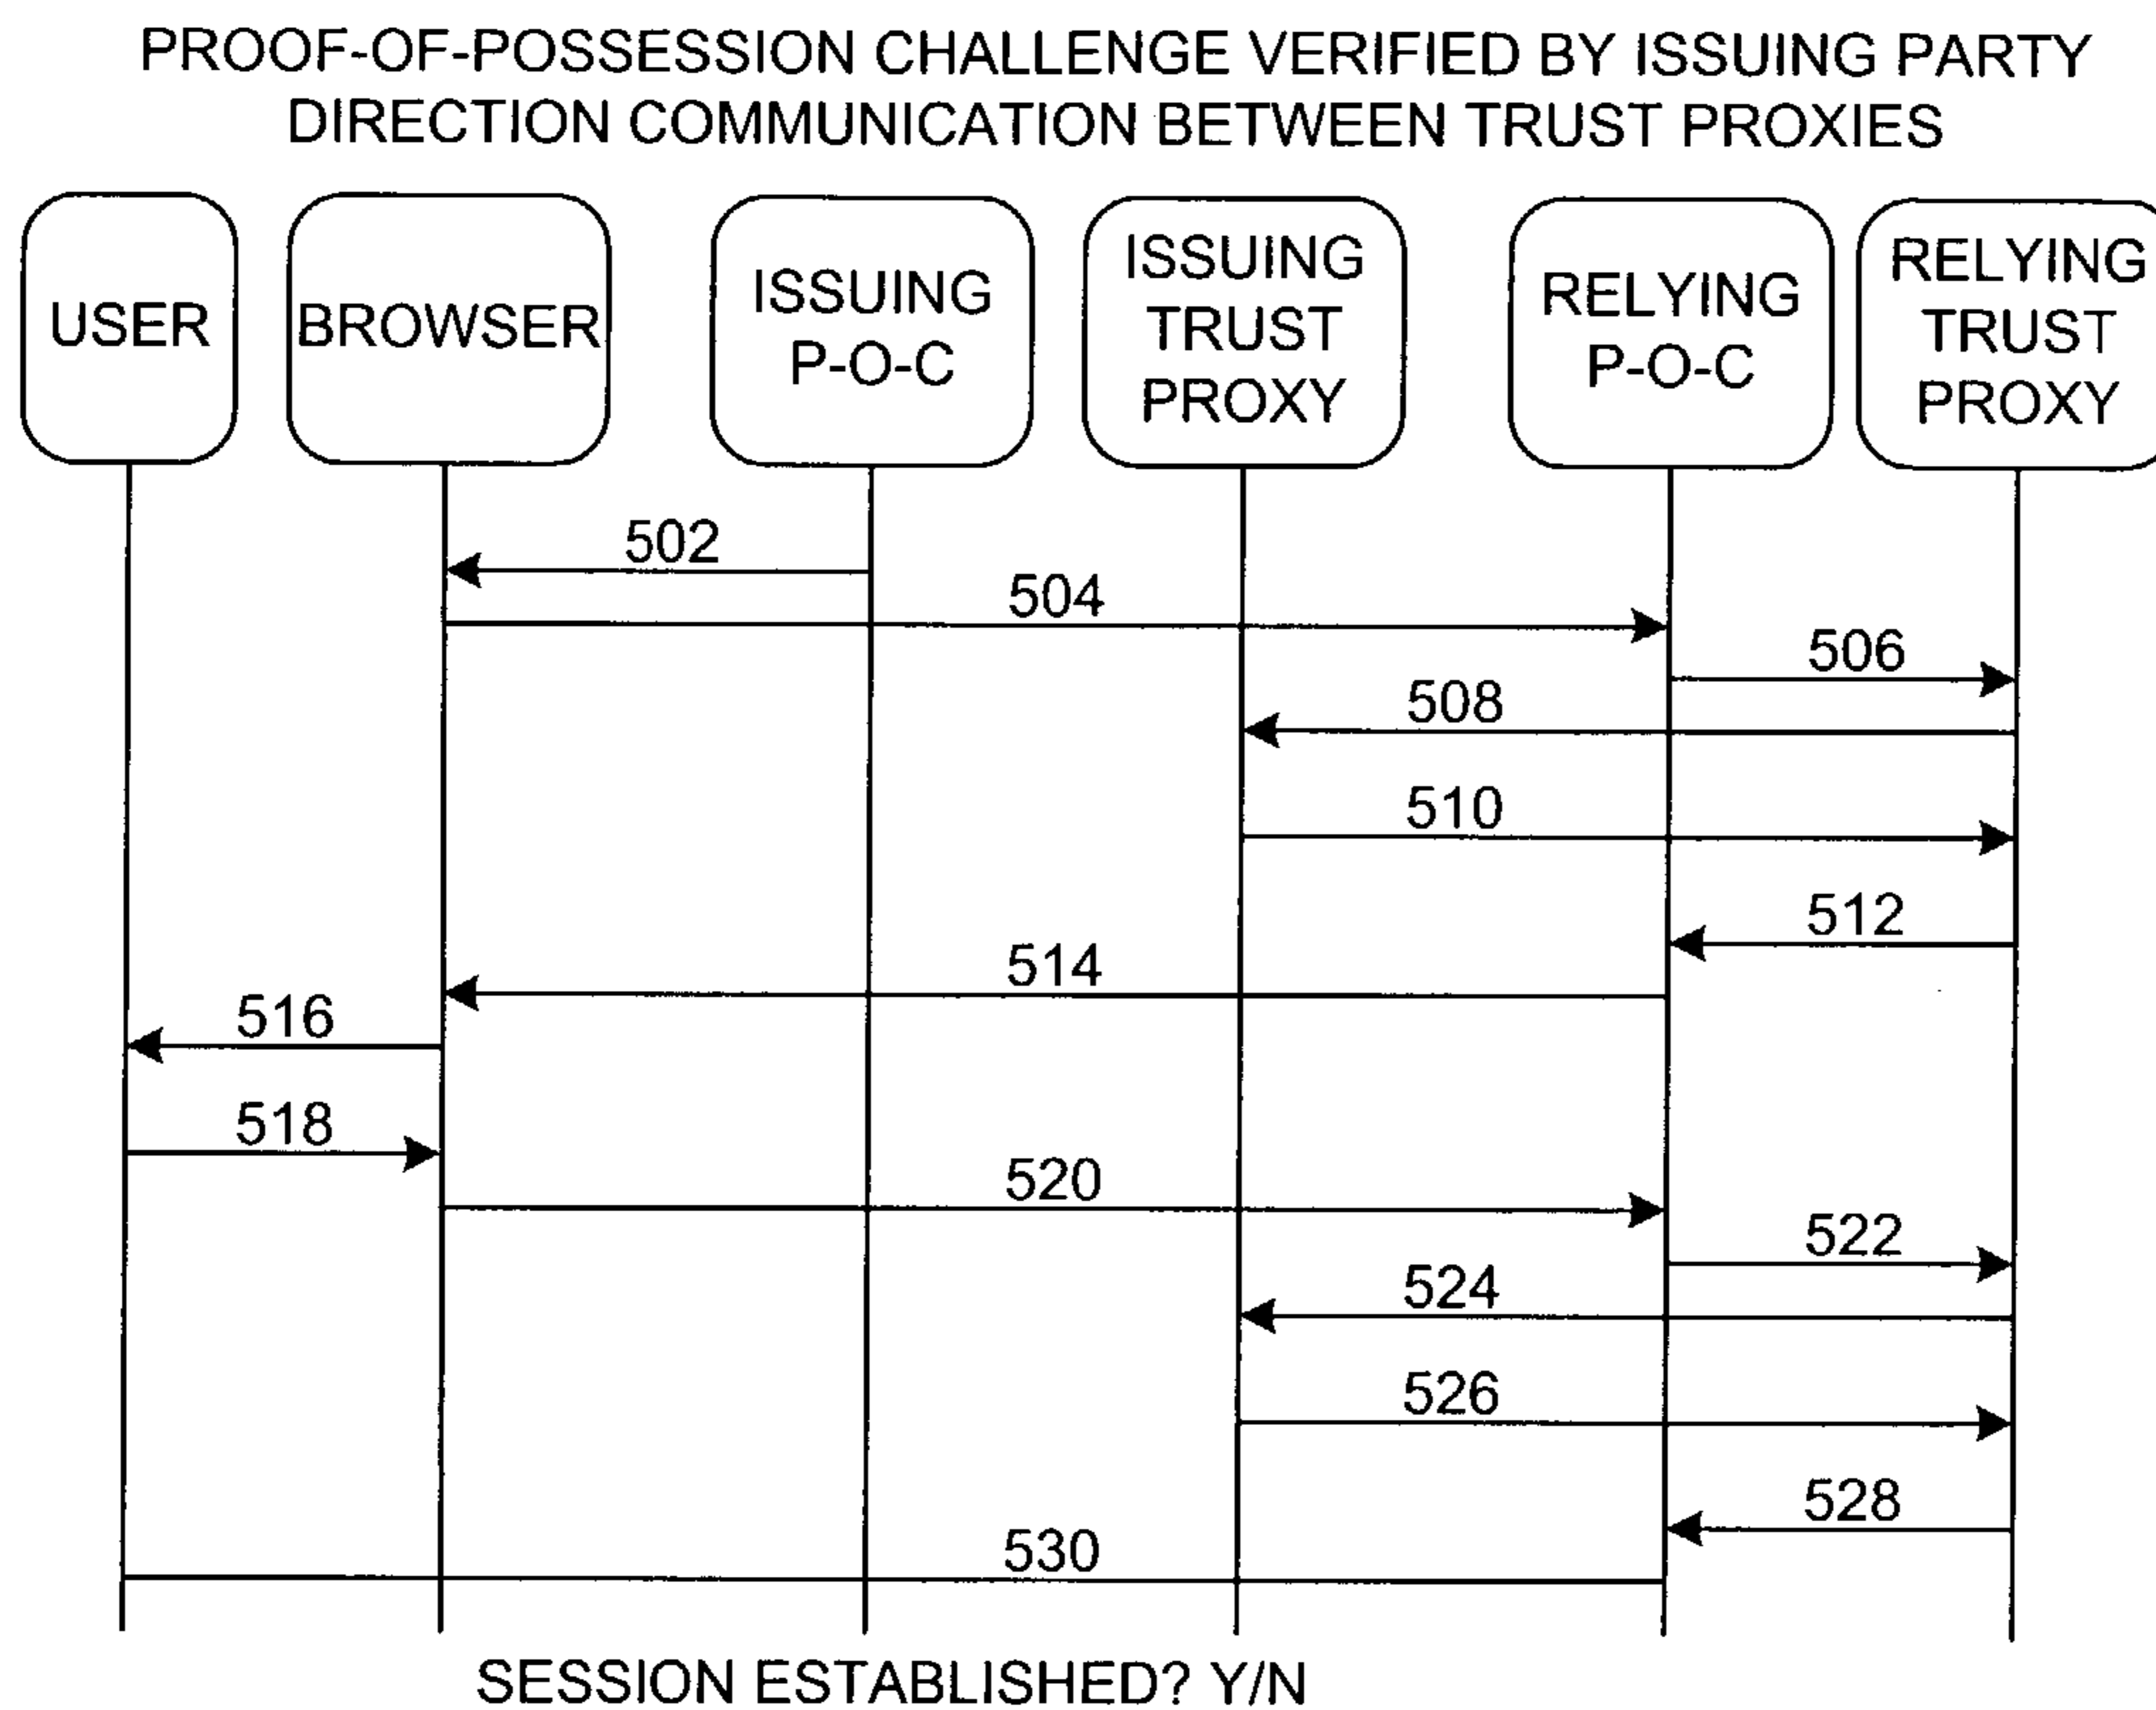 PROOF-OF-POSSESSION CHALLENGE VERIFIED BY ISSUING PARTY
DIRECTION COMMUNICATION BETWEEN TRUST PROXIES
USER
BROWSER
ISSUING
P-O-C
ISSUING
TRUST
PROXY
RELYING
P-O-C
RELYING
TRUST
PROXY
502
504
506
508
510
512
514
516
518
520
522
524
526
528
530
SESSION ESTABLISHED? Y/N